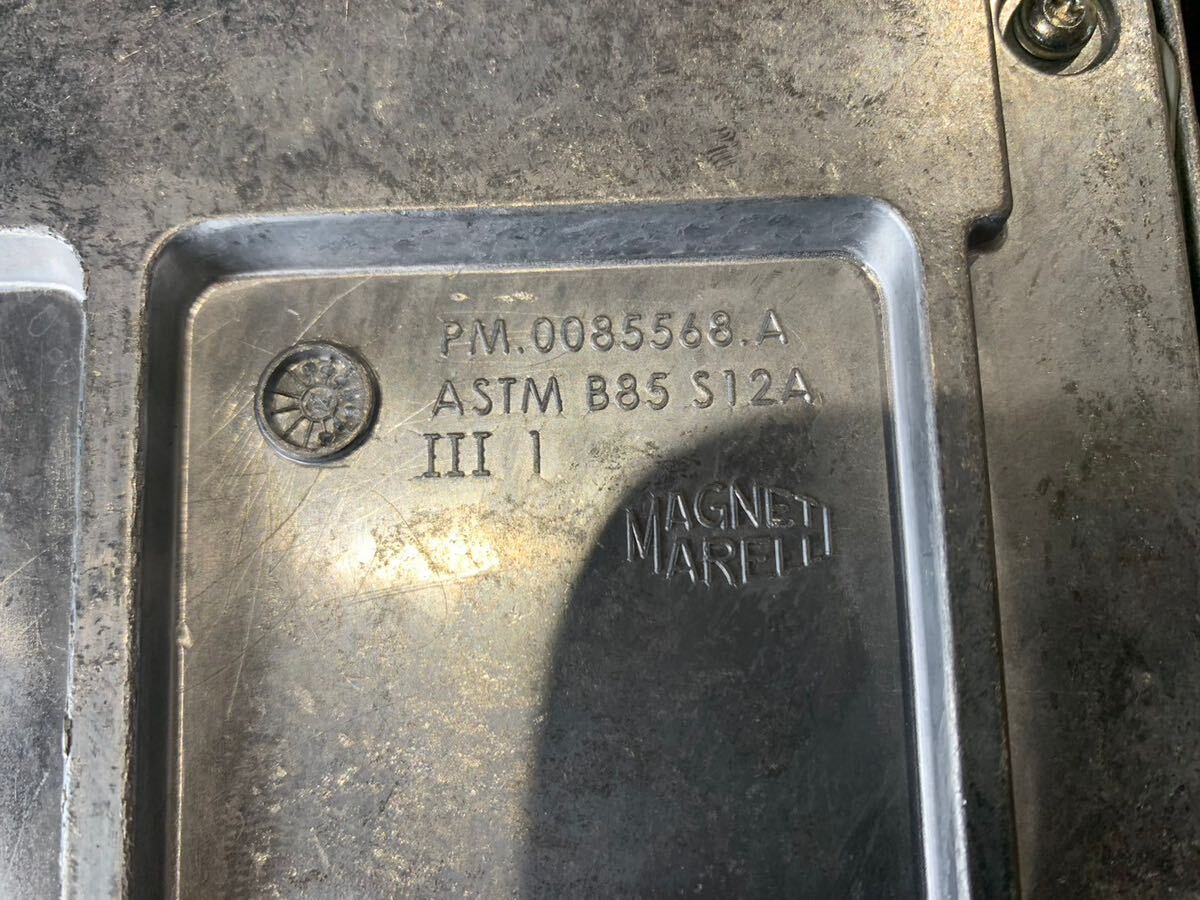 PM.0085568.A
ASTM B85 S12A
III 1
MAGNETI
MARELLI